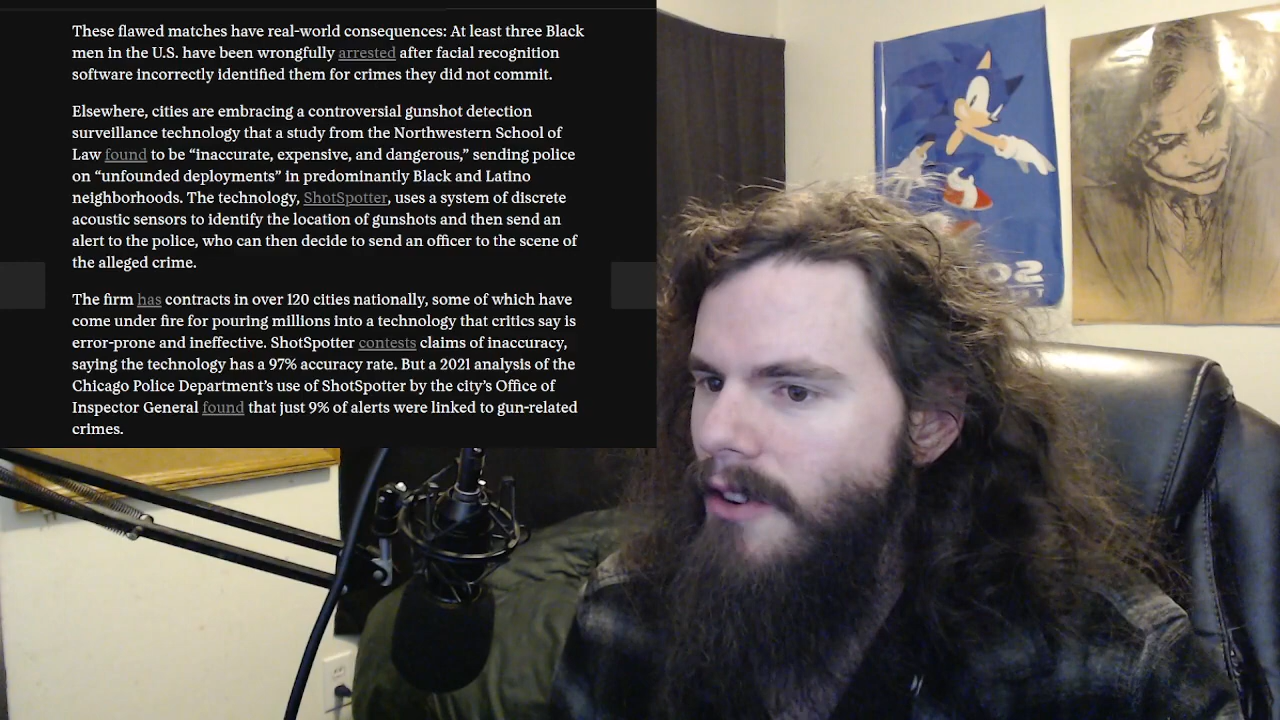 These flawed matches have real-world consequences: At least three Black
men in the U.S. have been wrongfully arrested after facial recognition
software incorrectly identified them for crimes they did not commit.
Elsewhere, cities are embracing a controversial gunshot detection
surveillance technology that a study from the Northwestern School of
Law found to be “inaccurate, expensive, and dangerous,” sending police
on “unfounded deployments” in predominantly Black and Latino
neighborhoods. The technology, ShotSpotter, uses a system of discrete
acoustic sensors to identify the location of gunshots and then send an
alert to the police, who can then decide to send an officer to the scene of
the alleged crime.
The firm has contracts in over 120 cities nationally, some of which have
come under fire for pouring millions into a technology that critics say is
error-prone and ineffective. ShotSpotter contests claims of inaccuracy,
saying the technology has a 97% accuracy rate. But a 2021 analysis of the
Chicago Police Department’s use of ShotSpotter by the city’s Office of
Inspector General found that just 9% of alerts were linked to gun-related
crimes.